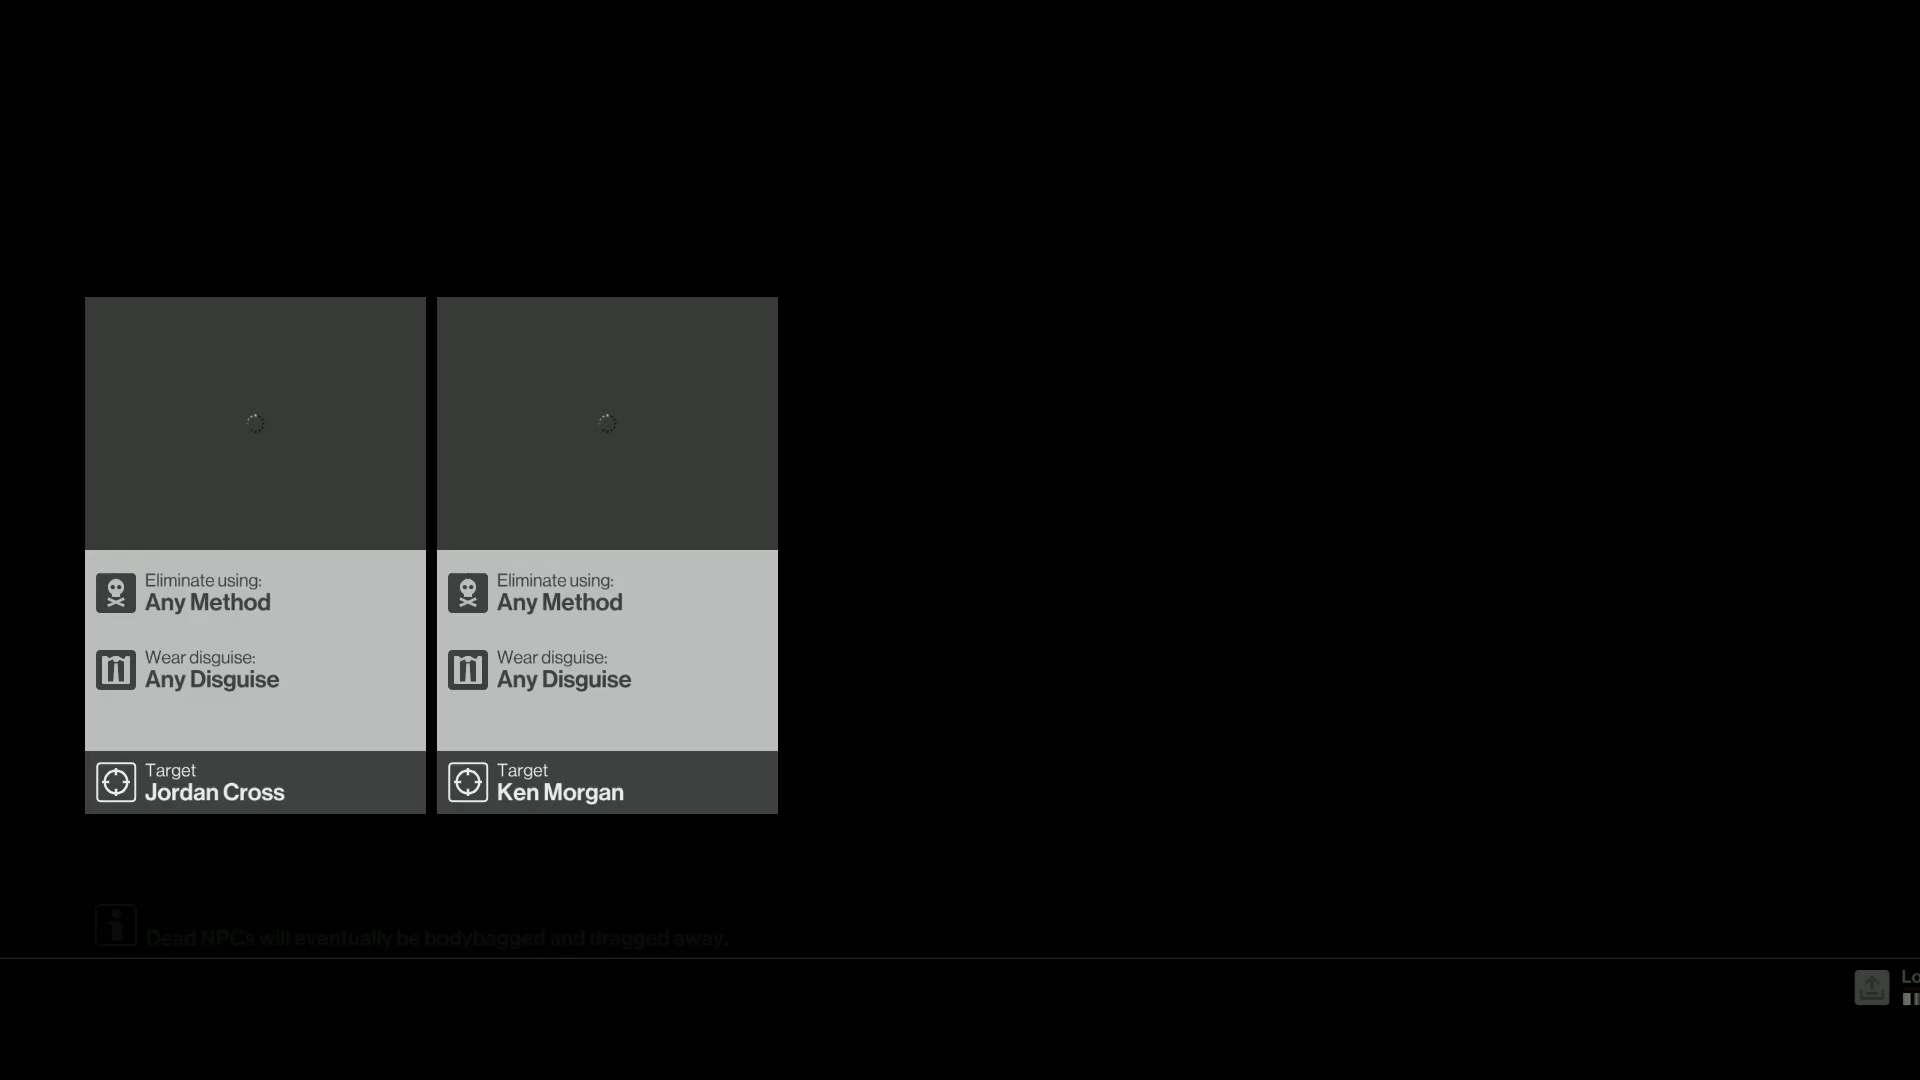 Eliminate using:
Any Method
Wear disguise:
Any Disguise
Target
Jordan Cross
Eliminate using:
Any Method
Wear disguise:
Any Disguise
Target
Ken Morgan
Dead NPCs will eventually be bodybagged and dragged away.
Lo